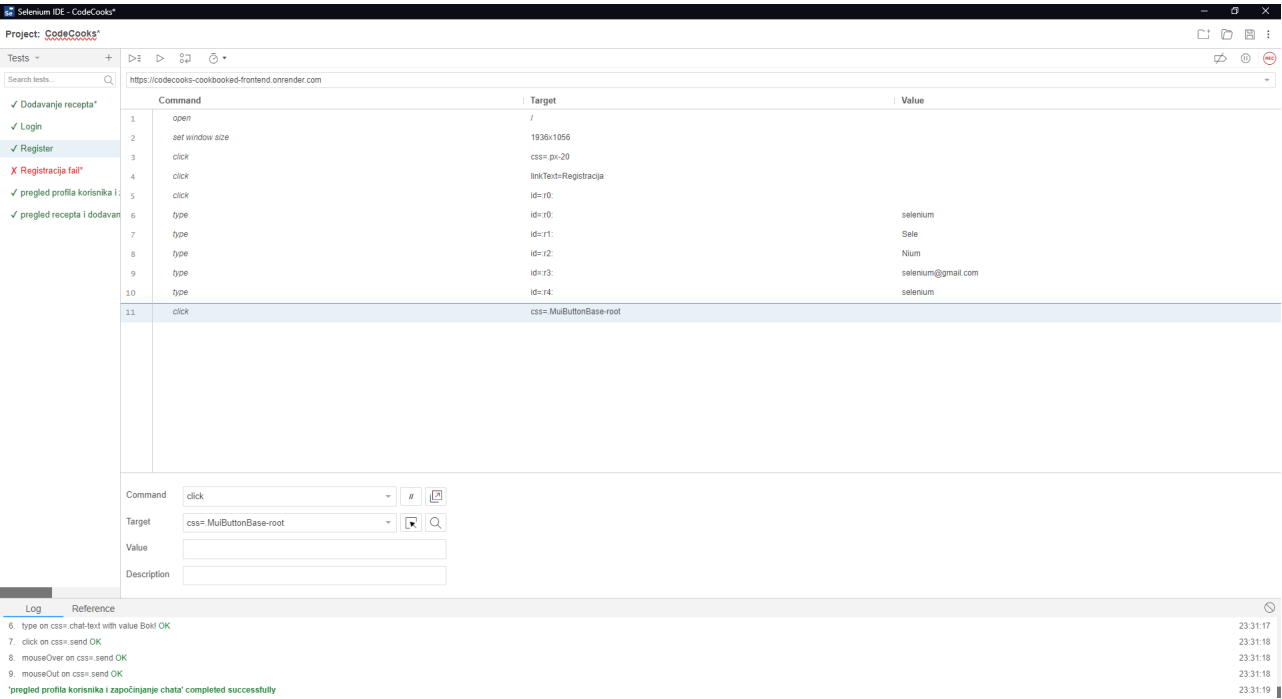 Selenium IDE - CodeCooks*
Project: CodeCooks*
Tests
Search tests...
https://codecooks-cookbooked-frontend.onrender.com
REC
✓ Dodavanje recepta*
✓ Login
✓ Register
✗ Registracija fail*
✓ pregled profila korisnika i
✓ pregled recepta i dodavan
Command Target Value
1 open /
2 set window size 1936x1056
3 click css=.px-20
4 click linkText=Registracija
5 click id=:r0:
6 type id=:r0: selenium
7 type id=:r1: Sele
8 type id=:r2: Nium
9 type id=:r3: selenium@gmail.com
10 type id=:r4: selenium
11 click css=.MuiButtonBase-root
Command click //
Target css=.MuiButtonBase-root
Value
Description
Log Reference
6. type on css=.chat-text with value Bok! OK 23:31:17
7. click on css=.send OK 23:31:18
8. mouseOver on css=.send OK 23:31:18
9. mouseOut on css=.send OK 23:31:18
'pregled profila korisnika i započinjanje chata' completed successfully 23:31:19